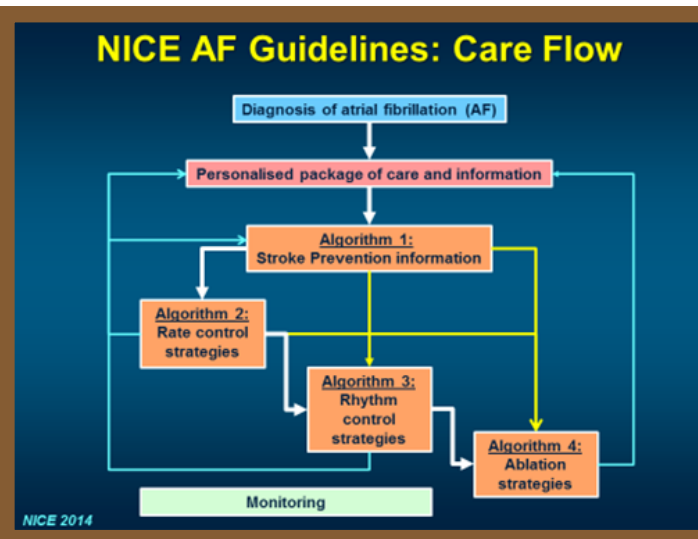 NICE AF Guidelines: Care Flow
Diagnosis of atrial fibrillation (AF)
Personalised package of care and information
Algorithm 1:
Stroke Prevention information
Algorithm 2:
Rate control
strategies
Algorithm 3:
Rhythm
control
strategies
Algorithm 4:
Ablation
strategies
Monitoring
NICE 2014